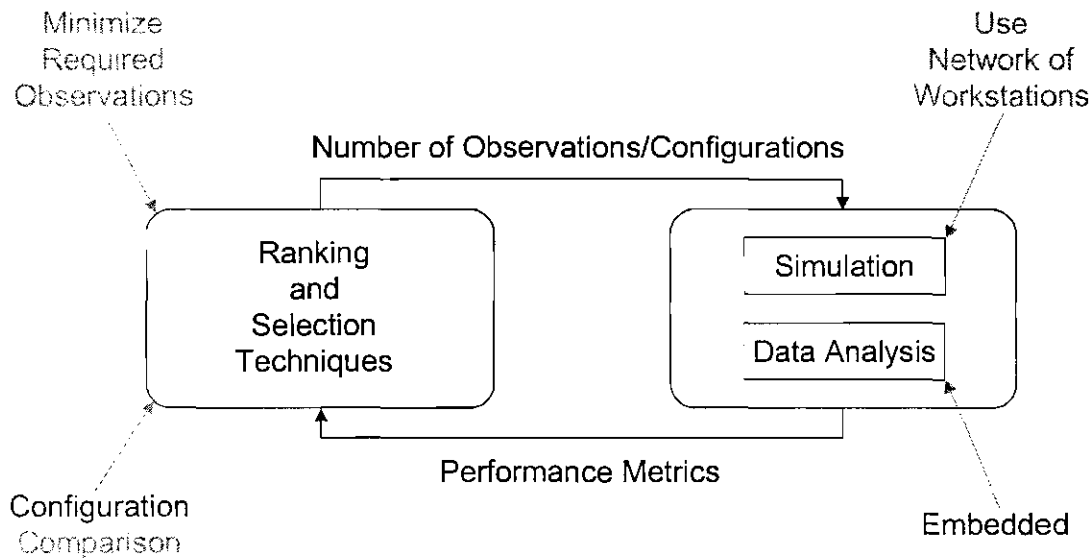 Minimize
Required
Observations
Use
Network of
Workstations
Number of Observations/Configurations
Ranking
and
Selection
Techniques
Simulation
Data Analysis
Performance Metrics
Configuration
Comparison
Embedded